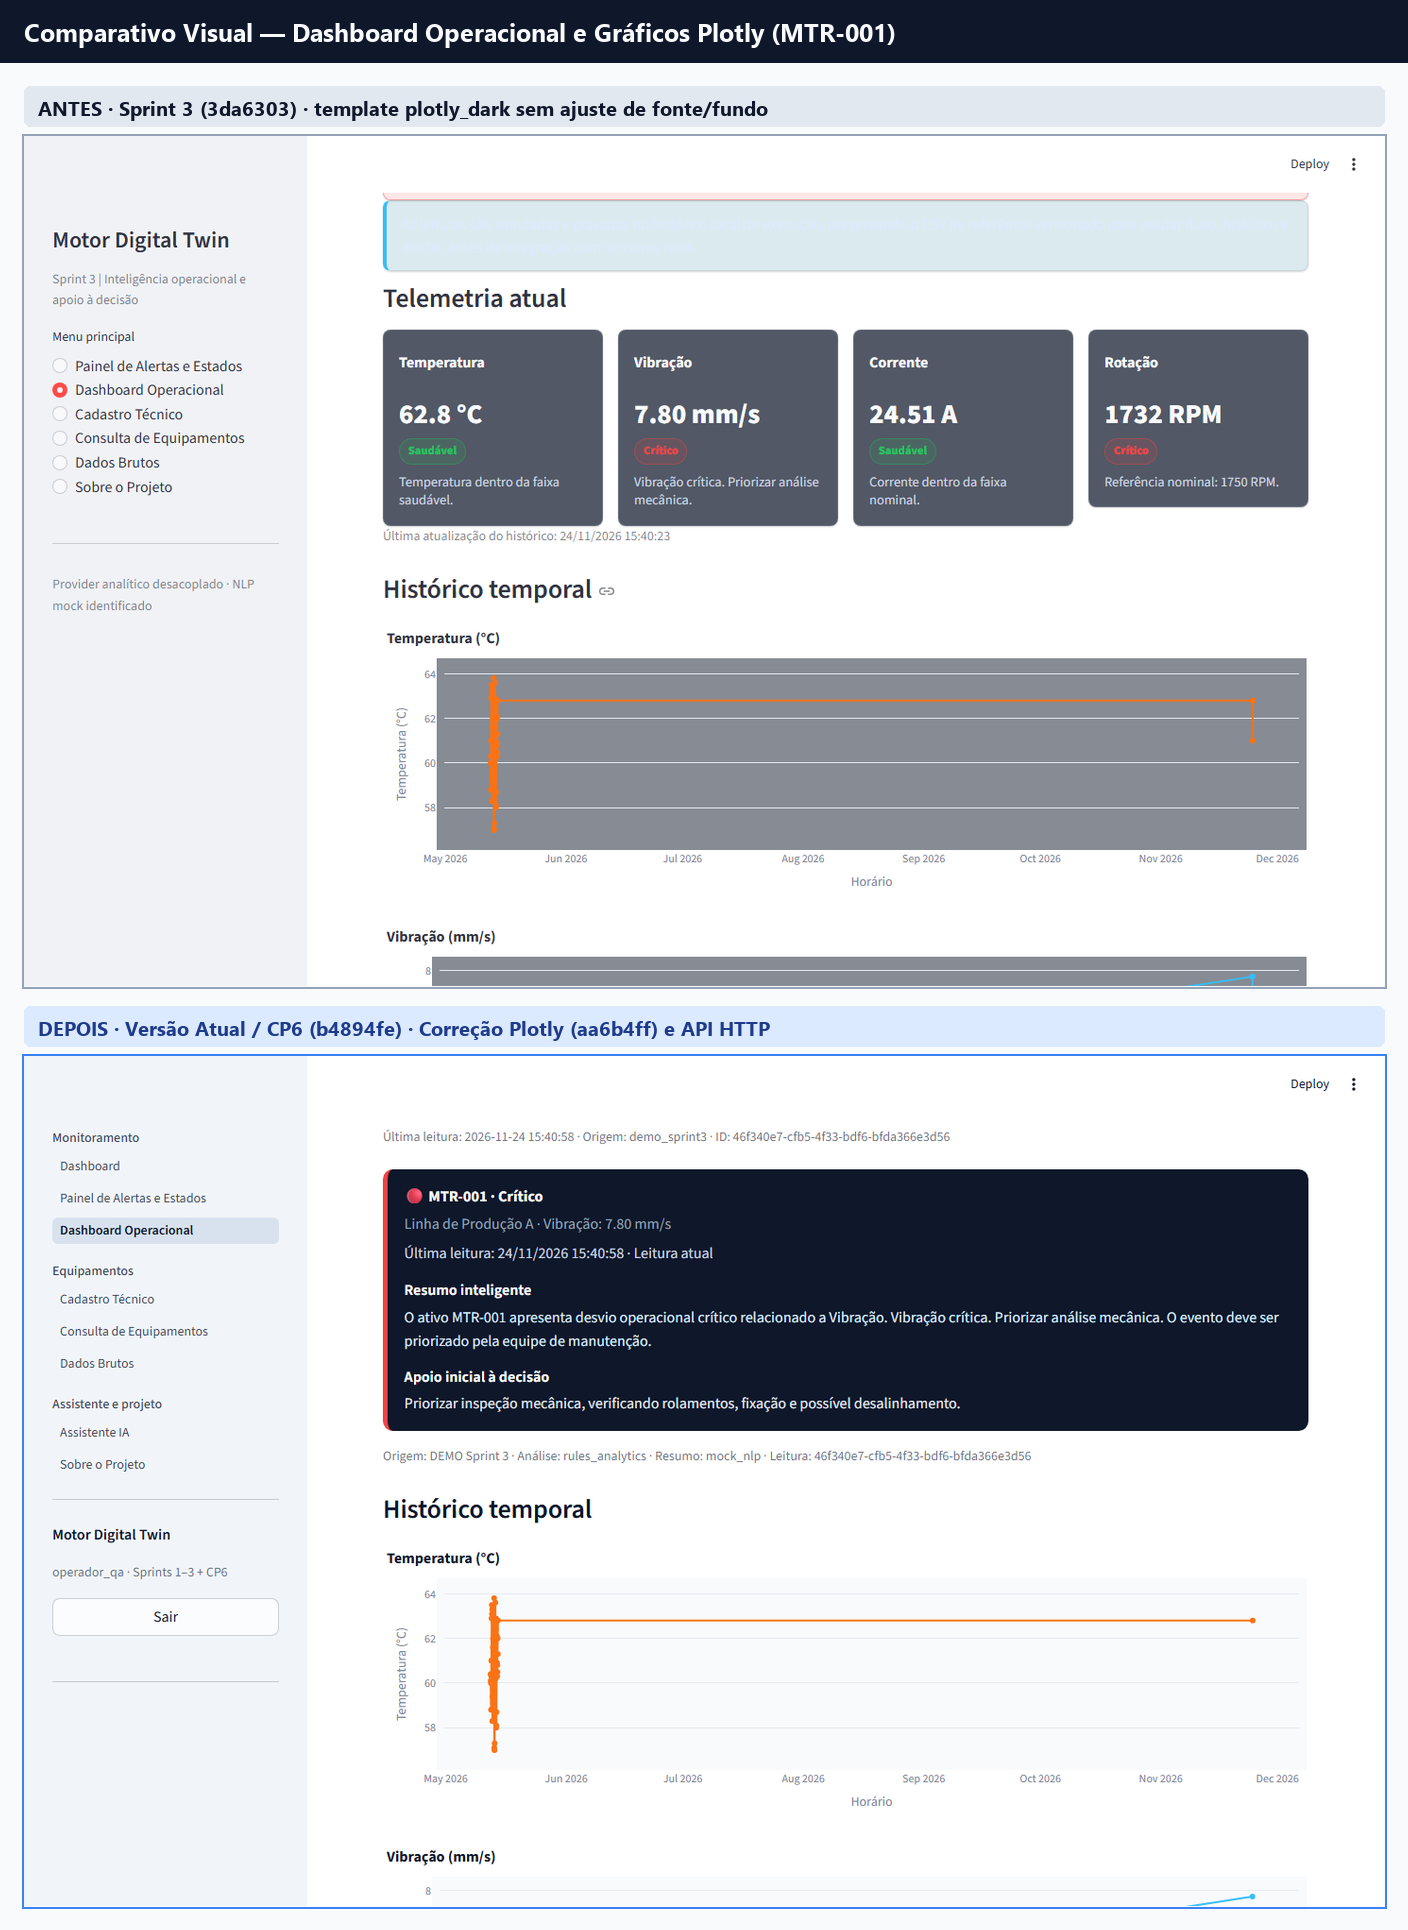 Comparativo Visual — Dashboard Operacional e Gráficos Plotly (MTR-001)
ANTES · Sprint 3 (3da6303) · template plotly_dark sem ajuste de fonte/fundo
Deploy
Motor Digital Twin
Sprint 3 | Inteligência operacional e
apoio à decisão
Menu principal
Painel de Alertas e Estados
Dashboard Operacional
Cadastro Técnico
Consulta de Equipamentos
Dados Brutos
Sobre o Projeto
Provider analítico desacoplado · NLP
mock identificado
Telemetria atual
Temperatura
62.8 °C
Saudável
Temperatura dentro da faixa
saudável.
Vibração
7.80 mm/s
Crítico
Vibração crítica. Priorizar análise
mecânica.
Corrente
24.51 A
Saudável
Corrente dentro da faixa
nominal.
Rotação
1732 RPM
Crítico
Referência nominal: 1750 RPM.
Última atualização do histórico: 24/11/2026 15:40:23
Histórico temporal
Temperatura (°C)
Temperatura (°C)
64
62
60
58
May 2026 Jun 2026 Jul 2026 Aug 2026 Sep 2026 Oct 2026 Nov 2026 Dec 2026
Horário
Vibração (mm/s)
8
DEPOIS · Versão Atual / CP6 (b4894fe) · Correção Plotly (aa6b4ff) e API HTTP
Deploy
Monitoramento
Dashboard
Painel de Alertas e Estados
Dashboard Operacional
Equipamentos
Cadastro Técnico
Consulta de Equipamentos
Dados Brutos
Assistente e projeto
Assistente IA
Sobre o Projeto
Motor Digital Twin
operador_qa · Sprints 1–3 + CP6
Sair
Última leitura: 2026-11-24 15:40:58 · Origem: demo_sprint3 · ID: 46f340e7-cfb5-4f33-bdf6-bfda366e3d56
MTR-001 · Crítico
Linha de Produção A · Vibração: 7.80 mm/s
Última leitura: 24/11/2026 15:40:58 · Leitura atual
Resumo inteligente
O ativo MTR-001 apresenta desvio operacional crítico relacionado a Vibração. Vibração crítica. Priorizar análise mecânica. O evento deve ser
priorizado pela equipe de manutenção.
Apoio inicial à decisão
Priorizar inspeção mecânica, verificando rolamentos, fixação e possível desalinhamento.
Origem: DEMO Sprint 3 · Análise: rules_analytics · Resumo: mock_nlp · Leitura: 46f340e7-cfb5-4f33-bdf6-bfda366e3d56
Histórico temporal
Temperatura (°C)
Temperatura (°C)
64
62
60
58
May 2026 Jun 2026 Jul 2026 Aug 2026 Sep 2026 Oct 2026 Nov 2026 Dec 2026
Horário
Vibração (mm/s)
8